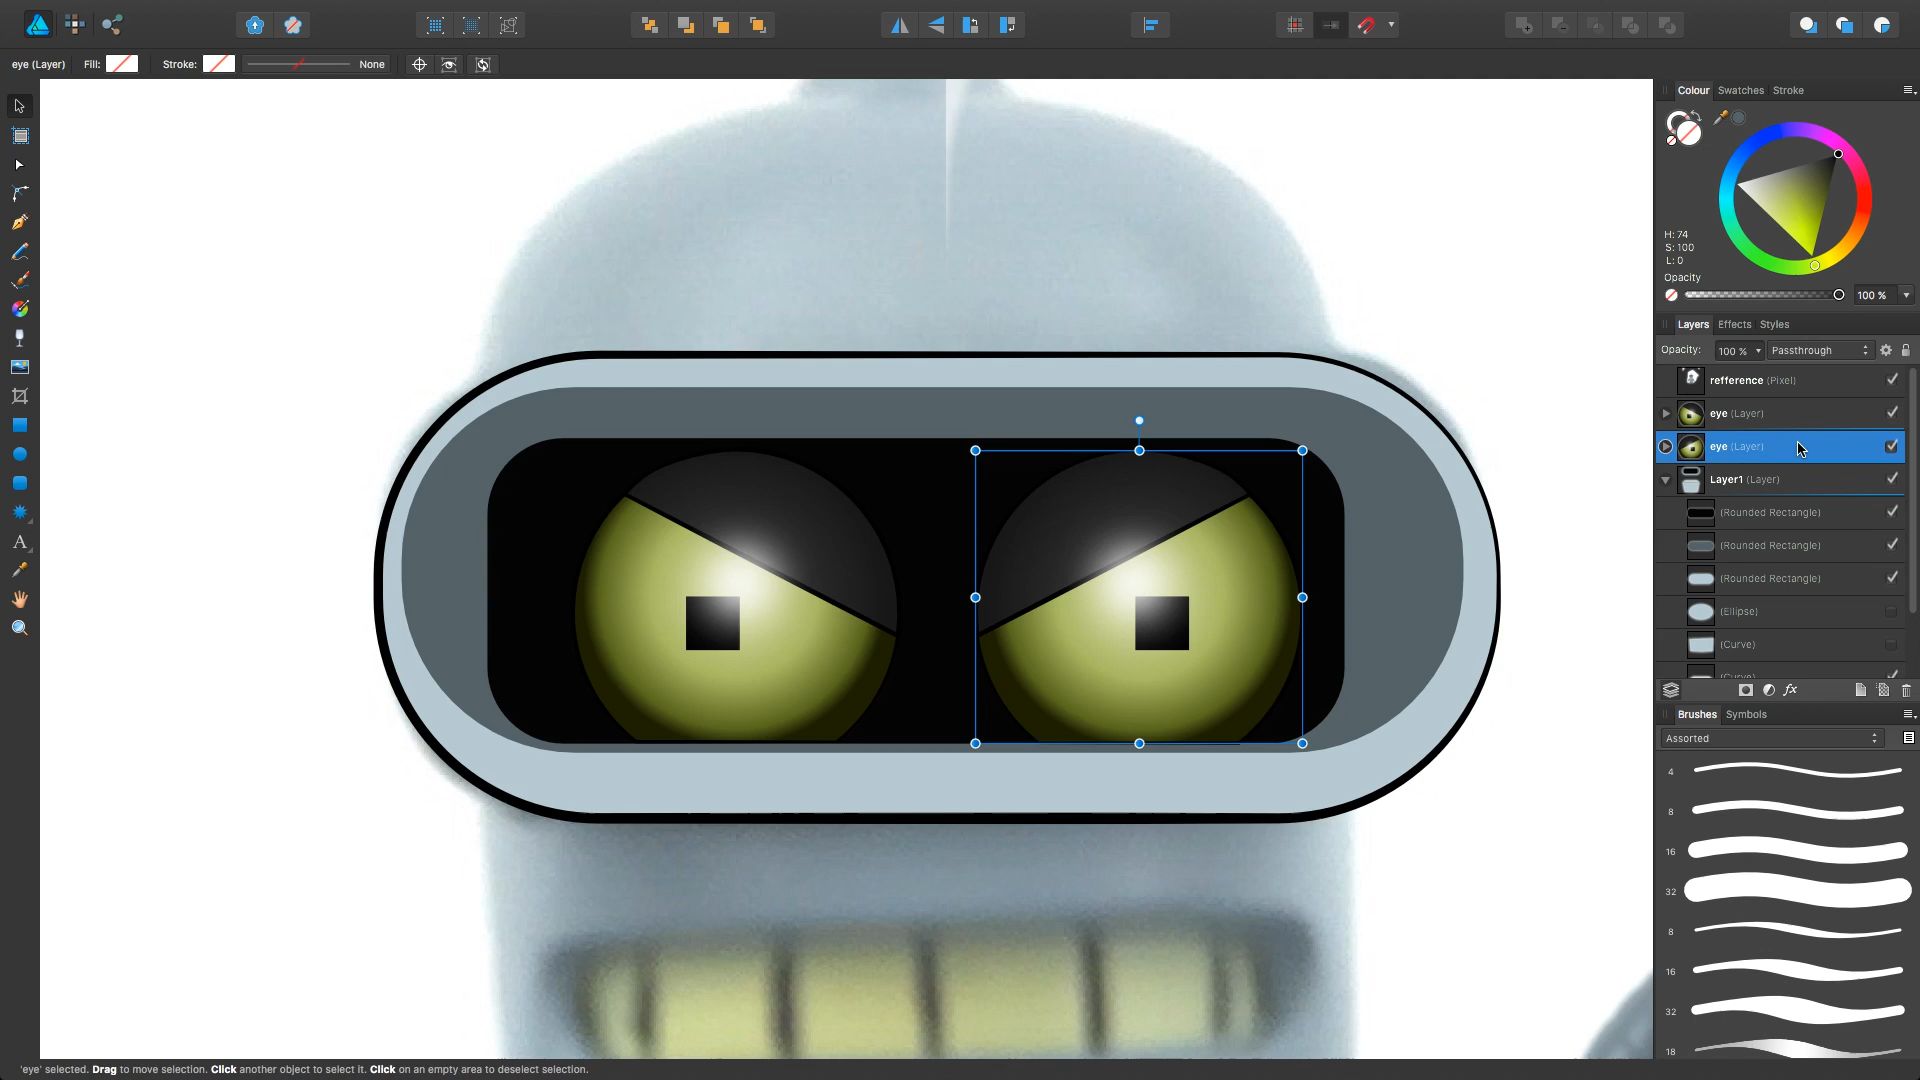 eye (Layer) Fill: Stroke: None
Colour Swatches Stroke
H: 74
S: 100
L: 0
Opacity
100 %
Layers Effects Styles
Opacity: 100 % Passthrough
refference (Pixel)
eye (Layer)
eye (Layer)
Layer1 (Layer)
(Rounded Rectangle)
(Rounded Rectangle)
(Rounded Rectangle)
(Ellipse)
(Curve)
(Curve)
fx
Brushes Symbols
Assorted
4
8
16
32
8
16
32
18
A
'eye' selected. Drag to move selection. Click another object to select it. Click on an empty area to deselect selection.